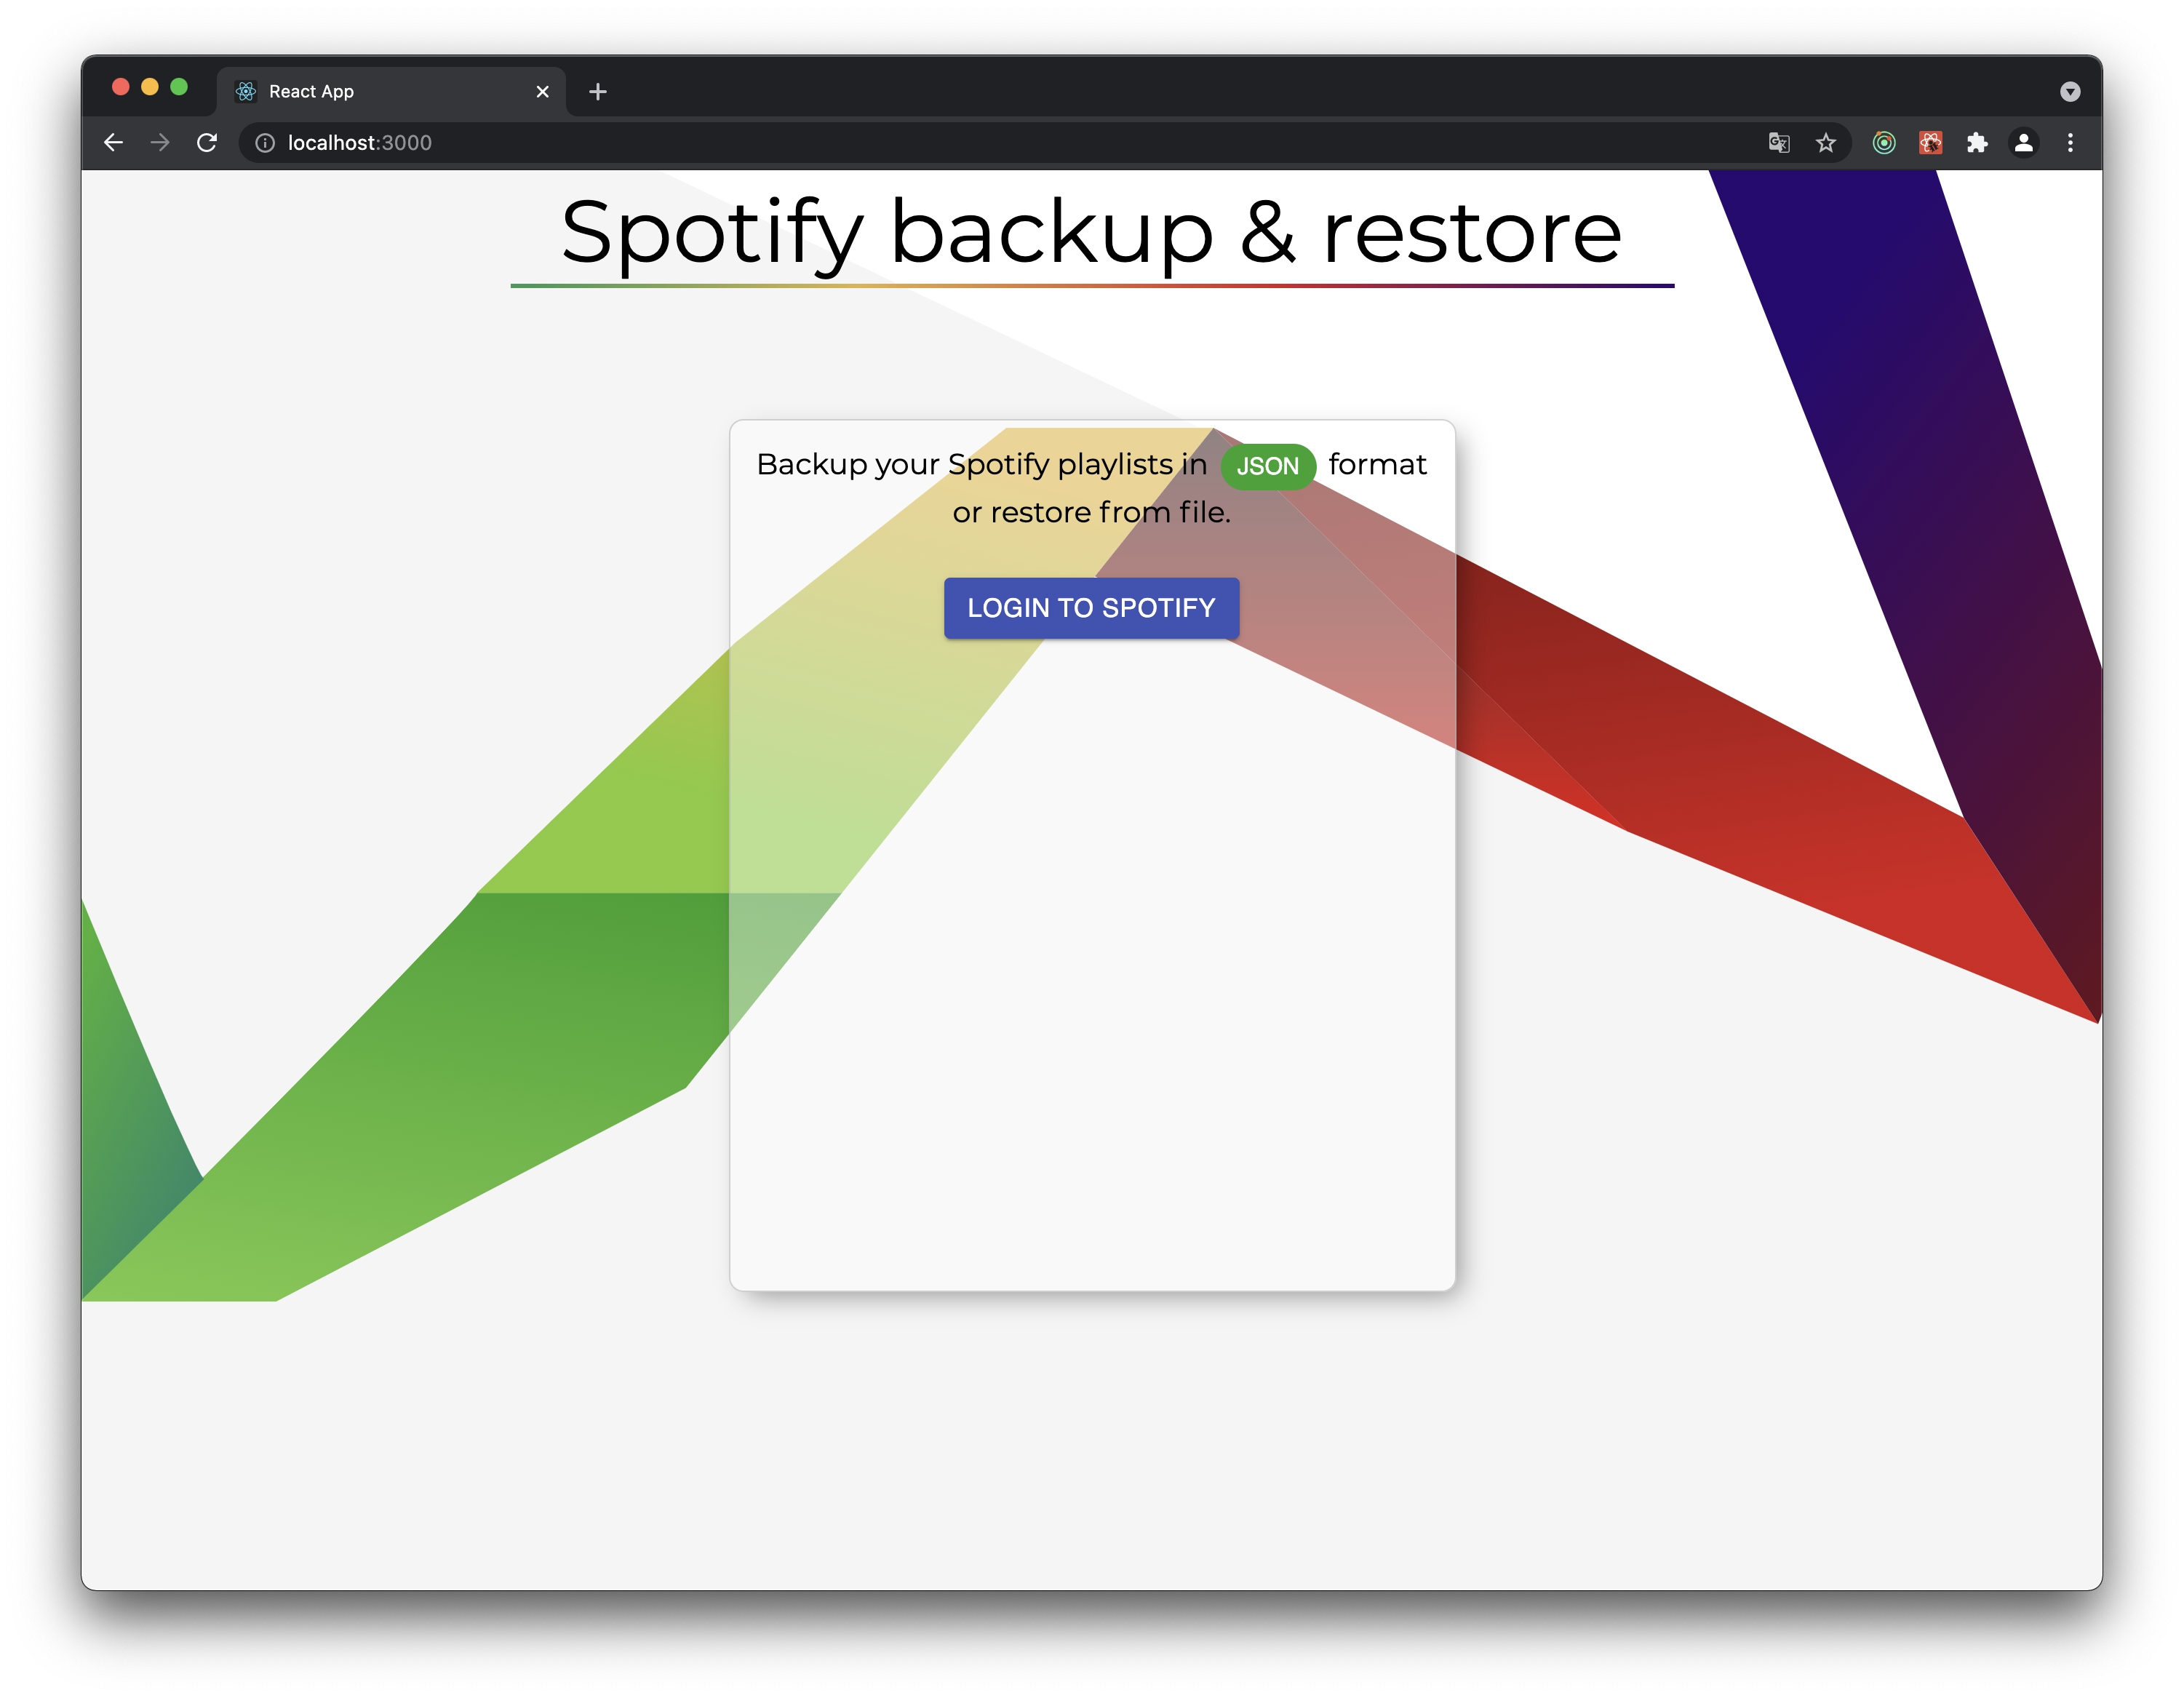 React App
localhost:3000
Spotify backup & restore
Backup your Spotify playlists in JSON format
or restore from file.
LOGIN TO SPOTIFY